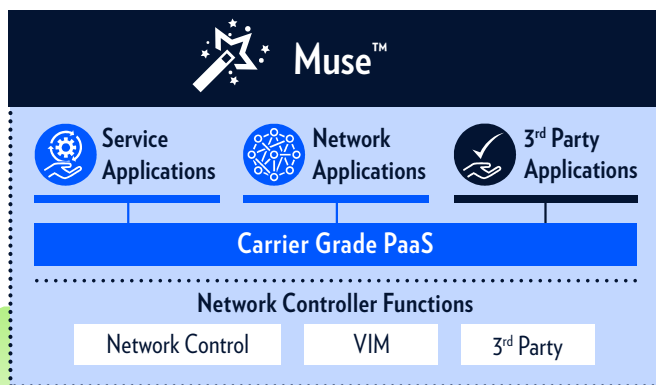 Muse™
Service
Applications
Network
Applications
3rd Party
Applications
Carrier Grade PaaS
Network Controller Functions
Network Control
VIM
3rd Party